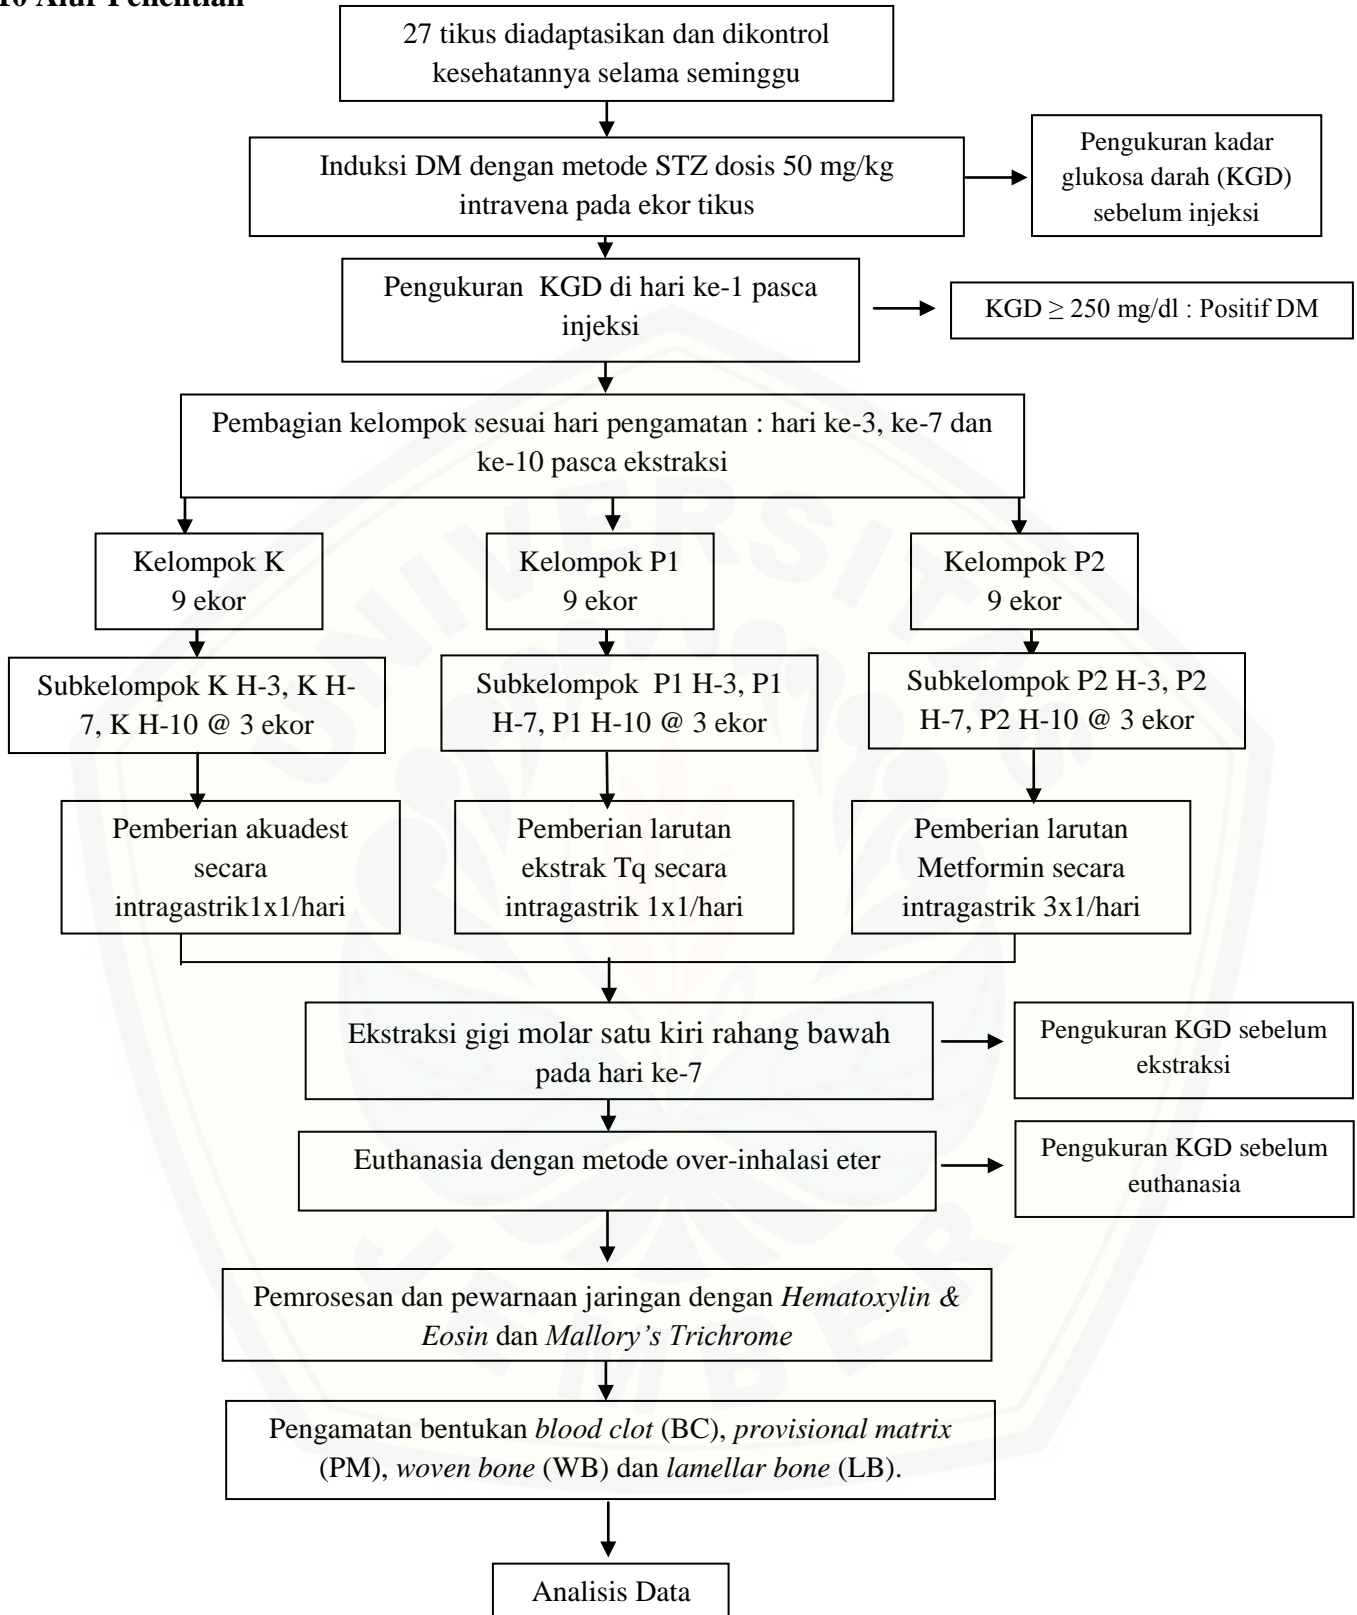 Alur Penelitian
27 tikus diadaptasikan dan dikontrol
kesehatannya selama seminggu
Induksi DM dengan metode STZ dosis 50 mg/kg
intravena pada ekor tikus
Pengukuran kadar
glukosa darah (KGD)
sebelum injeksi
Pengukuran KGD di hari ke-1 pasca
injeksi
KGD ≥ 250 mg/dl : Positif DM
Pembagian kelompok sesuai hari pengamatan : hari ke-3, ke-7 dan
ke-10 pasca ekstraksi
Kelompok K
9 ekor
Kelompok P1
9 ekor
Kelompok P2
9 ekor
Subkelompok K H-3, K H-
7, K H-10 @ 3 ekor
Subkelompok P1 H-3, P1
H-7, P1 H-10 @ 3 ekor
Subkelompok P2 H-3, P2
H-7, P2 H-10 @ 3 ekor
Pemberian akuadest
secara
intragastrik1x1/hari
Pemberian larutan
ekstrak Tq secara
intragastrik 1x1/hari
Pemberian larutan
Metformin secara
intragastrik 3x1/hari
Ekstraksi gigi molar satu kiri rahang bawah
pada hari ke-7
Pengukuran KGD sebelum
ekstraksi
Euthanasia dengan metode over-inhalasi eter
Pengukuran KGD sebelum
euthanasia
Pemrosesan dan pewarnaan jaringan dengan Hematoxylin &
Eosin dan Mallory’s Trichrome
Pengamatan bentukan blood clot (BC), provisional matrix
(PM), woven bone (WB) dan lamellar bone (LB).
Analisis Data
UNIVERSITAS
JEMBER